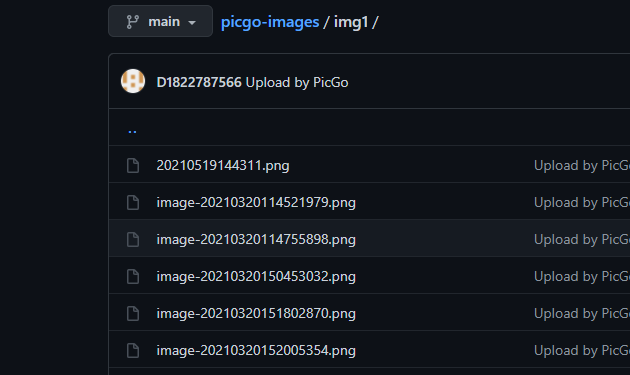 main picgo-images / img1 /
D1822787566 Upload by PicGo
..
20210519144311.png Upload by PicG
image-20210320114521979.png Upload by PicG
image-20210320114755898.png Upload by PicG
image-20210320150453032.png Upload by PicG
image-20210320151802870.png Upload by PicG
image-20210320152005354.png Upload by PicG